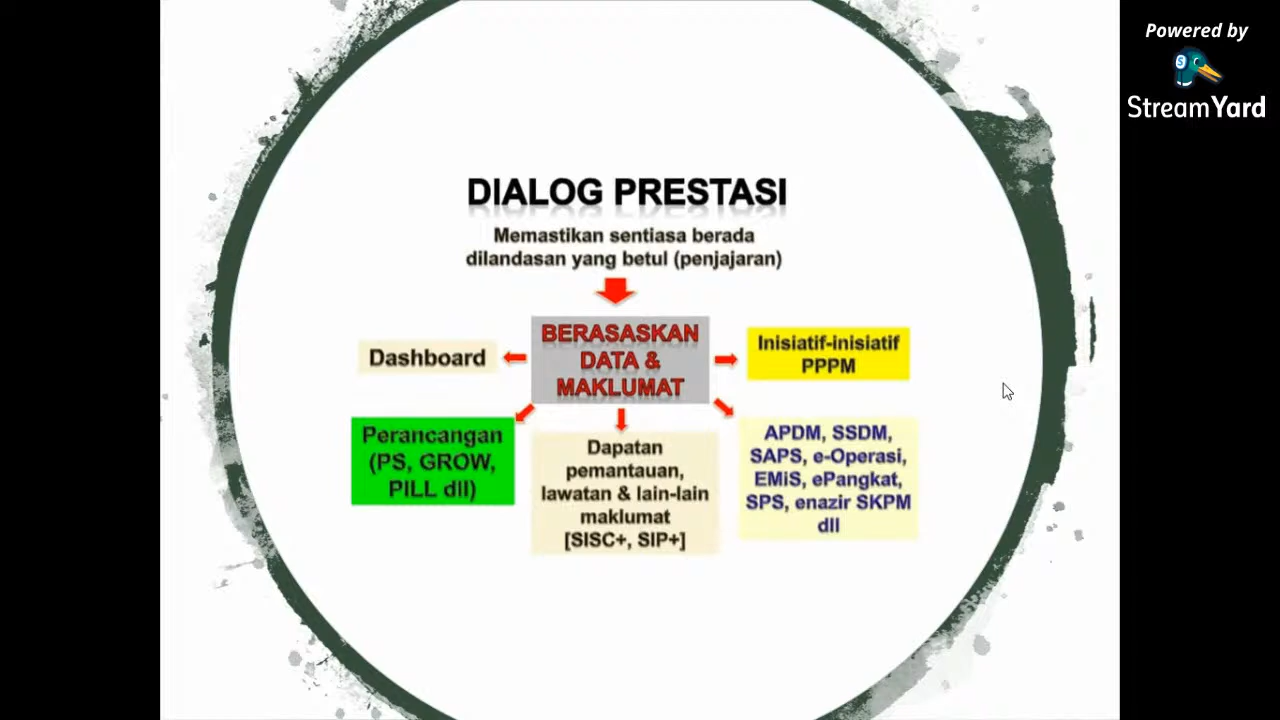 Powered by
StreamYard
DIALOG PRESTASI
Memastikan sentiasa berada
dilandasan yang betul (penjajaran)
BERASASKAN
DATA &
MAKLUMAT
Dashboard
Inisiatif-inisiatif
PPPM
Perancangan
(PS, GROW,
PILL dll)
Dapatan
pemantauan,
lawatan & lain-lain
maklumat
[SISC+, SIP+]
APDM, SSDM,
SAPS, e-Operasi,
EMiS, ePangkat,
SPS, enazir SKPM
dll